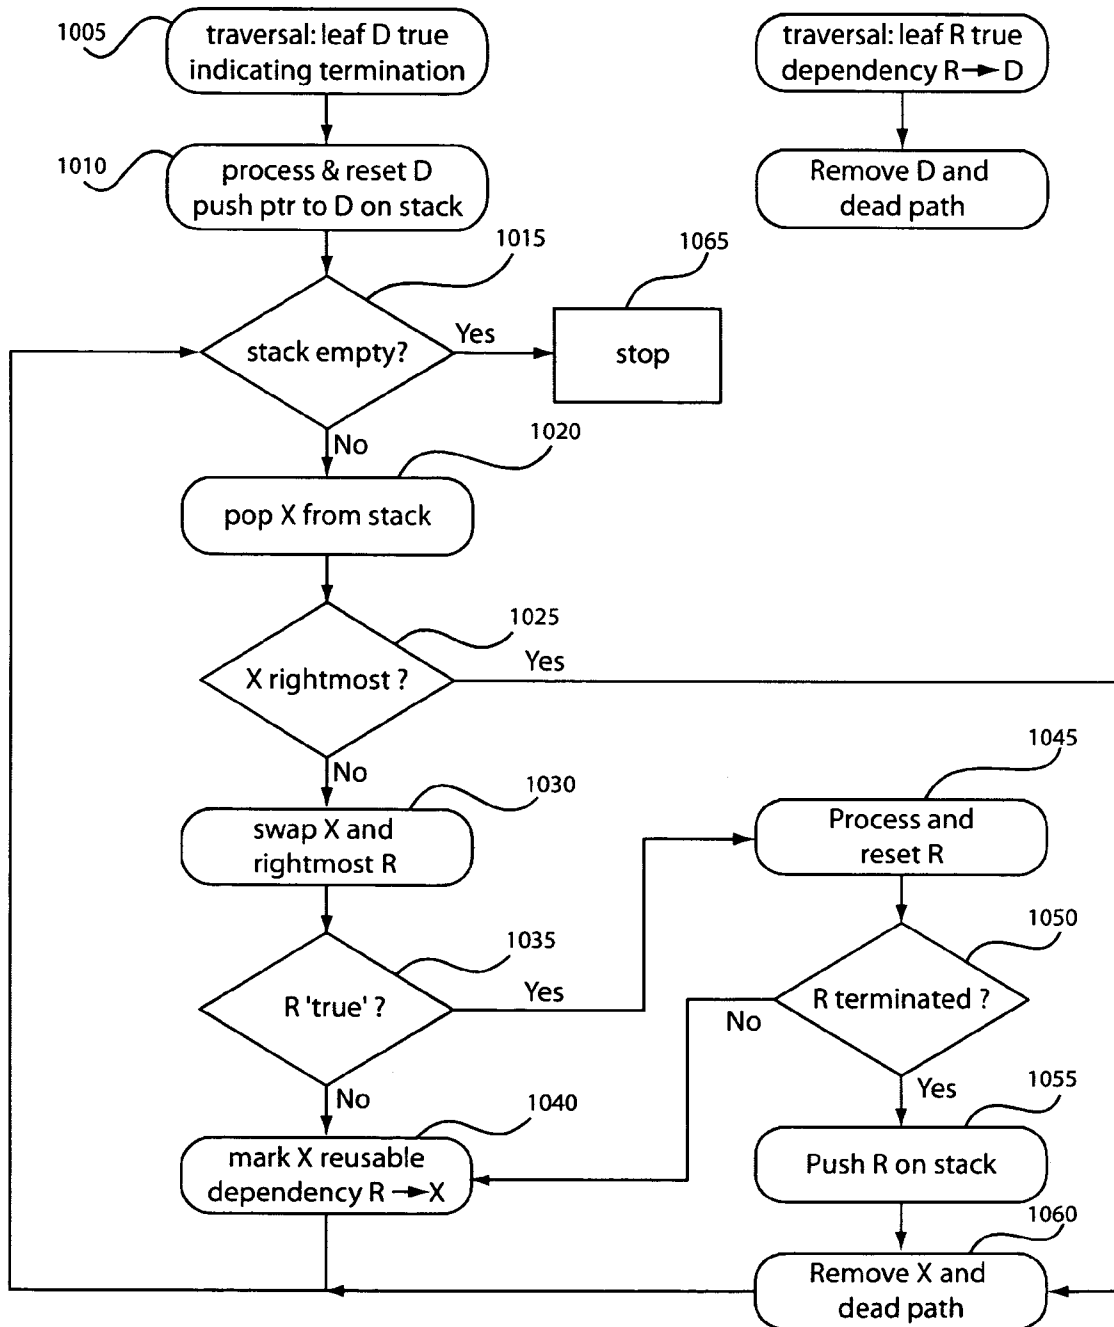 1005
traversal: leaf D true
indicating termination
traversal: leaf R true
dependency R → D
1010
process & reset D
push ptr to D on stack
Remove D and
dead path
1015
1065
stack empty?
Yes
stop
No
1020
pop X from stack
1025
X rightmost ?
Yes
No
1030
swap X and
rightmost R
1045
Process and
reset R
1035
R 'true' ?
Yes
1050
R terminated ?
No
Yes
No
1040
mark X reusable
dependency R → X
1055
Push R on stack
1060
Remove X and
dead path